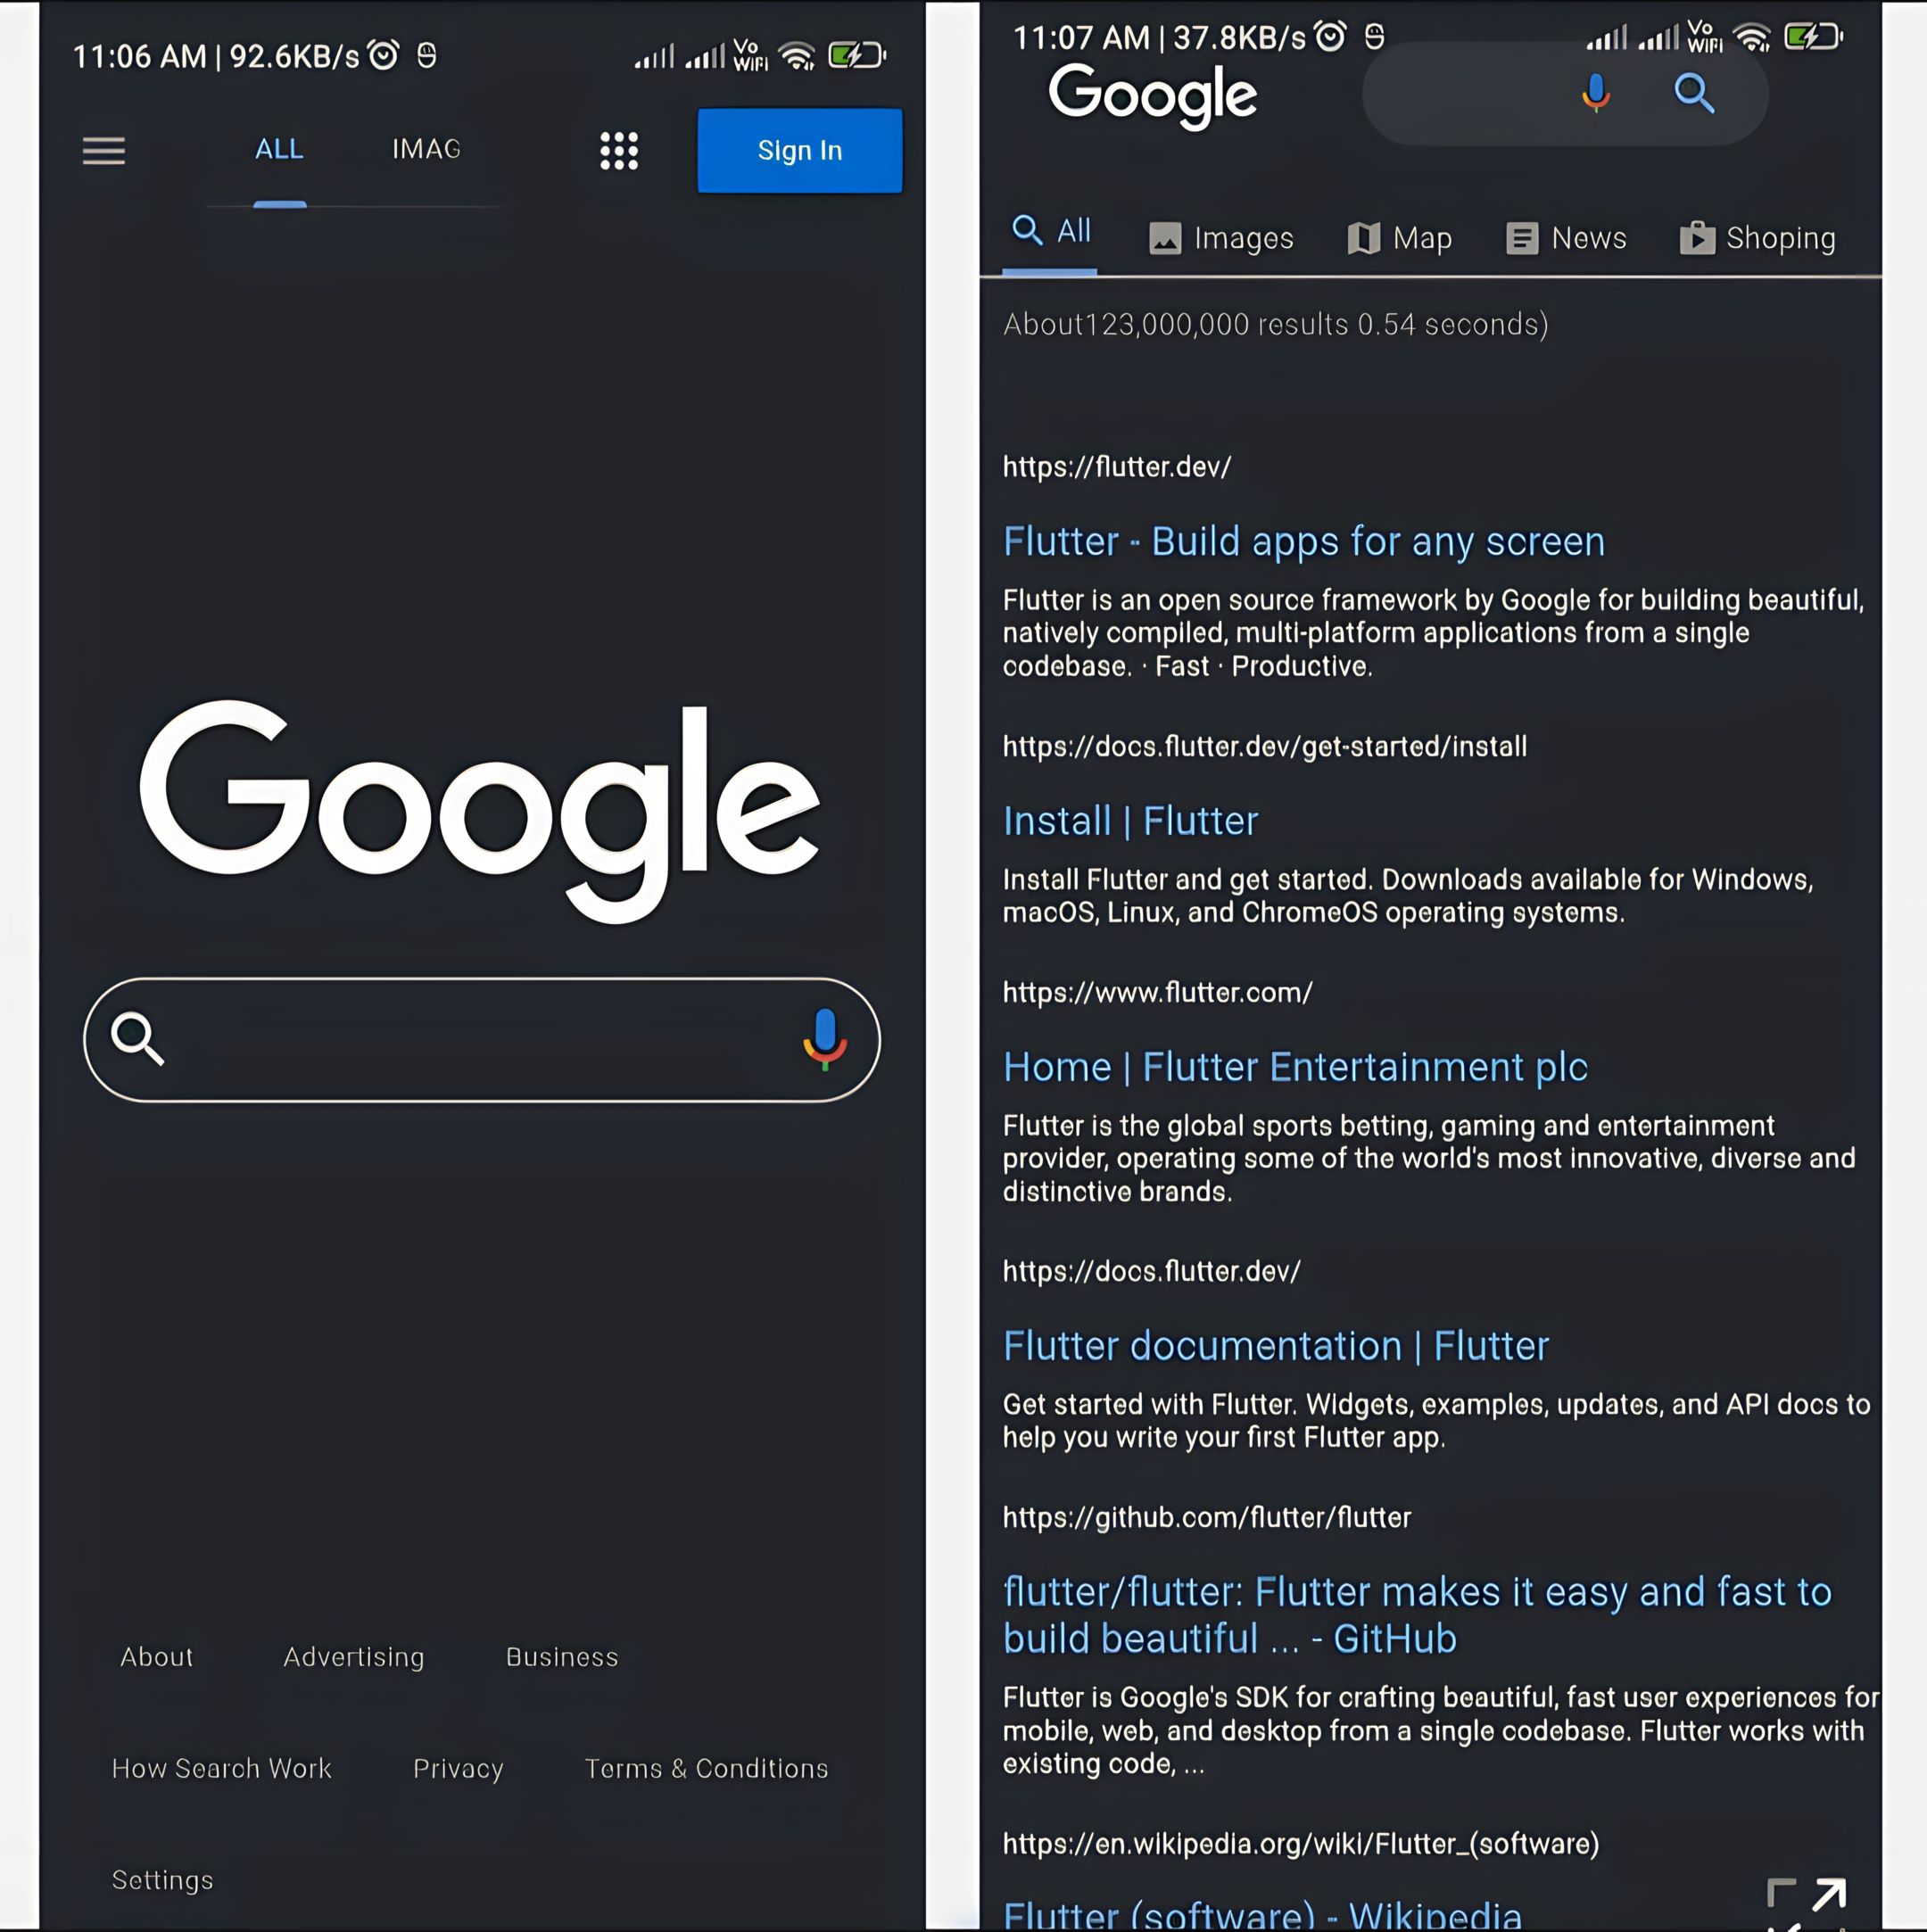 11:06 AM | 92.6KB/s
Vo
WiFi
ALL
IMAG
Sign In
Google
About
Advertising
Business
How Search Work
Privacy
Terms & Conditions
Settings
11:07 AM | 37.8KB/s
Vo
WiFi
Google
All
Images
Map
News
Shoping
About123,000,000 results 0.54 seconds)
https://flutter.dev/
Flutter - Build apps for any screen
Flutter is an open source framework by Google for building beautiful,
natively compiled, multi-platform applications from a single
codebase. · Fast · Productive.
https://docs.flutter.dev/get-started/install
Install | Flutter
Install Flutter and get started. Downloads available for Windows,
macOS, Linux, and ChromeOS operating systems.
https://www.flutter.com/
Home | Flutter Entertainment plc
Flutter is the global sports betting, gaming and entertainment
provider, operating some of the world's most innovative, diverse and
distinctive brands.
https://docs.flutter.dev/
Flutter documentation | Flutter
Get started with Flutter. Widgets, examples, updates, and API docs to
help you write your first Flutter app.
https://github.com/flutter/flutter
flutter/flutter: Flutter makes it easy and fast to
build beautiful ... - GitHub
Flutter is Google's SDK for crafting beautiful, fast user experiences for
mobile, web, and desktop from a single codebase. Flutter works with
existing code, ...
https://en.wikipedia.org/wiki/Flutter_(software)
Flutter (software) - Wikipedia